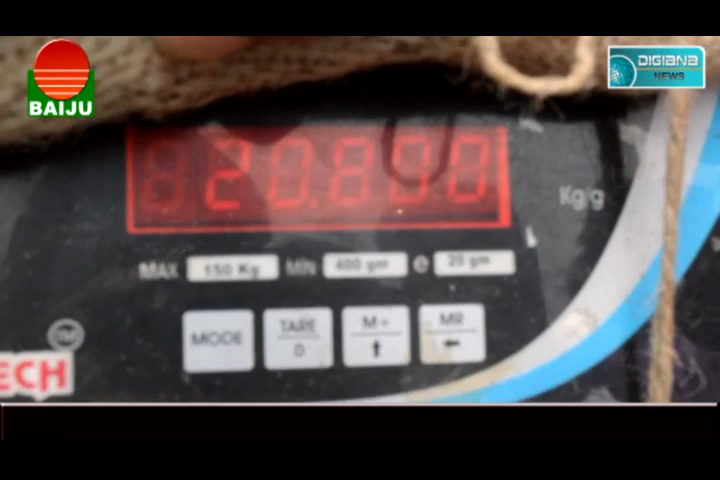 BAIJU
DIGIANA
NEWS
20.800
Kg/g
MAX 150 Kg MIN 400 gm e 20 gm
MODE TARE M+ MR
0 ↑ ←
TM
ECH